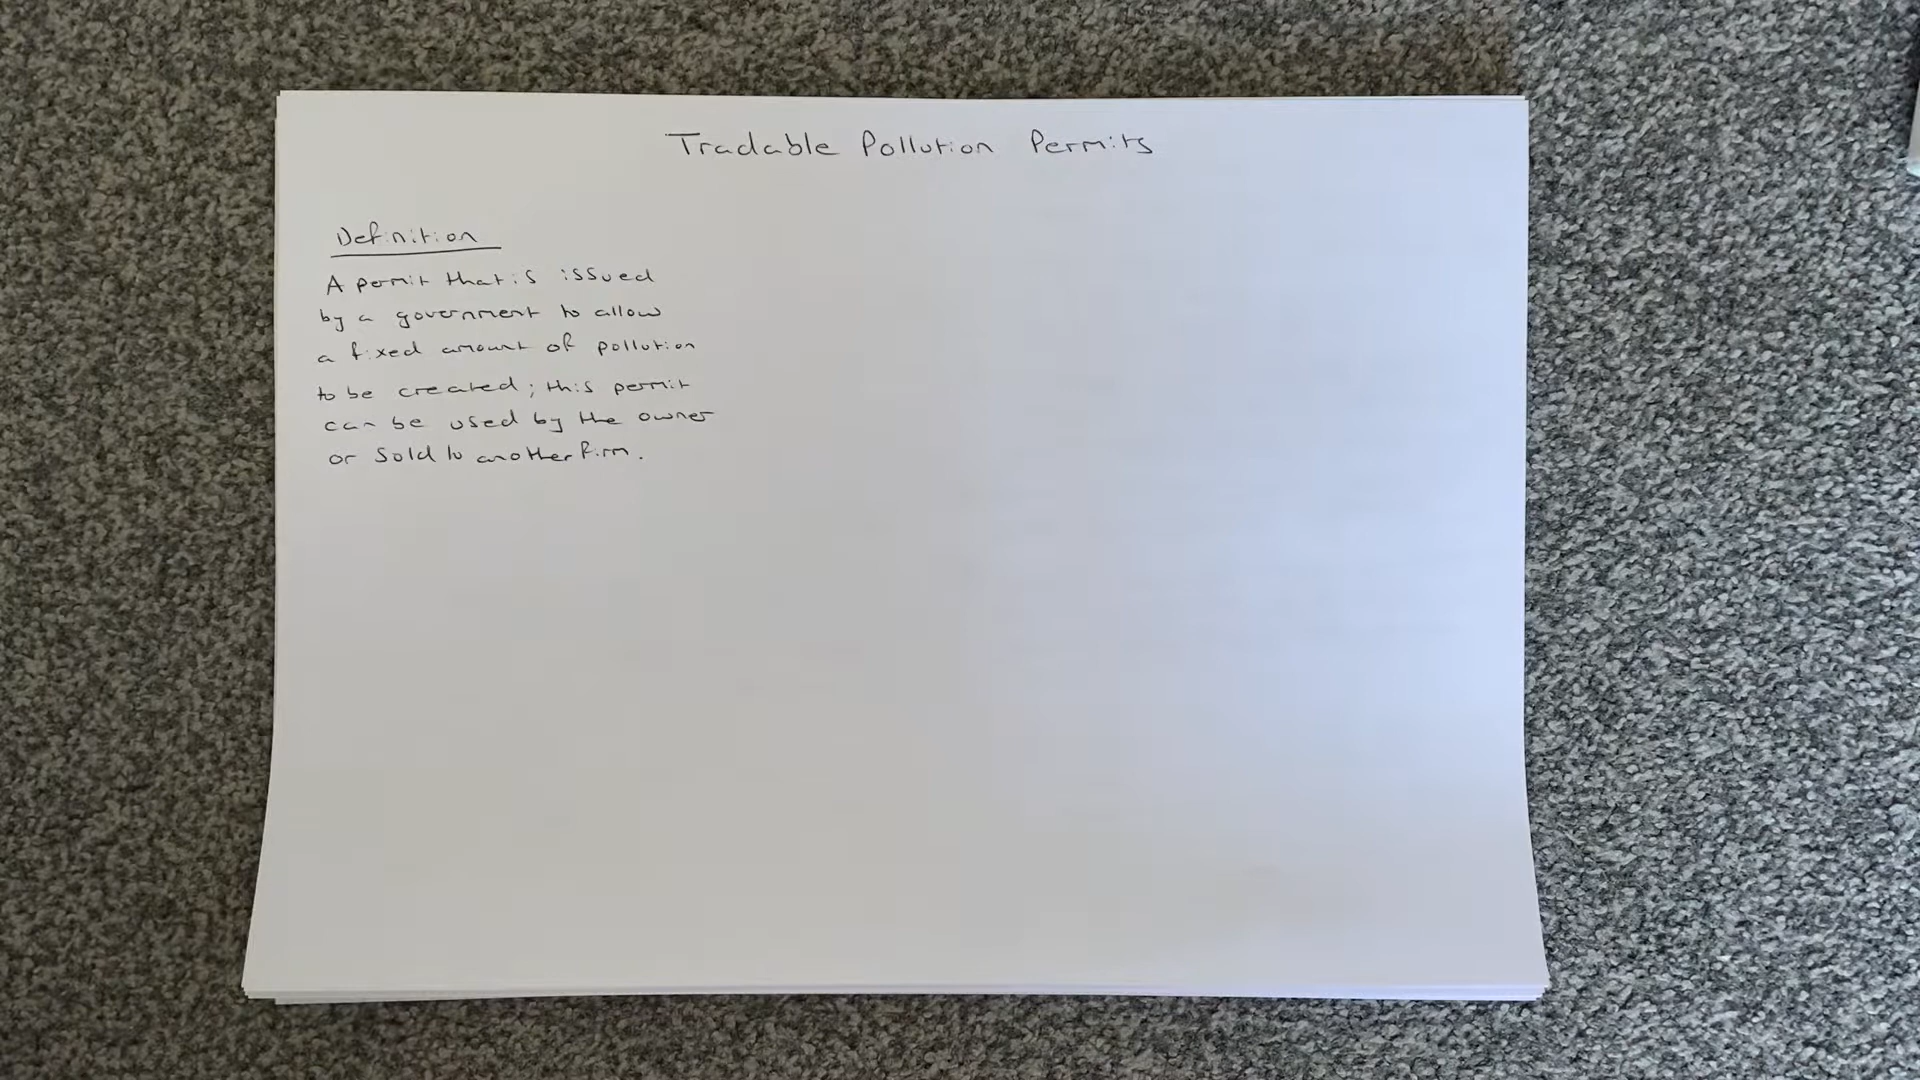 Tradable Pollution Permits
Definition
A permit that is issued
by a government to allow
a fixed amount of pollution
to be created; this permit
can be used by the owner
or sold to another firm.